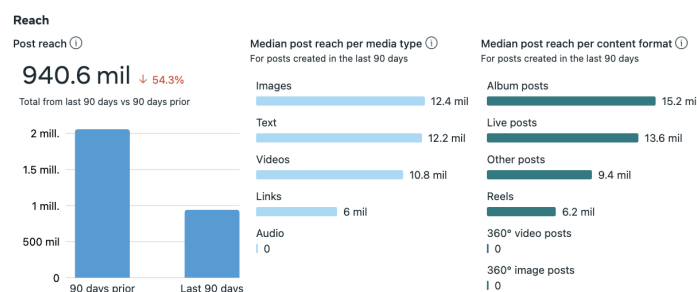 Reach
Post reach
940.6 mil ↓ 54.3%
Total from last 90 days vs 90 days prior
2 mill.
1.5 mill.
1 mill.
500 mil
0
90 days prior
Last 90 days
Median post reach per media type
For posts created in the last 90 days
Images
12.4 mil
Text
12.2 mil
Videos
10.8 mil
Links
6 mil
Audio
0
Median post reach per content format
For posts created in the last 90 days
Album posts
15.2 mi
Live posts
13.6 mil
Other posts
9.4 mil
Reels
6.2 mil
360° video posts
0
360° image posts
0